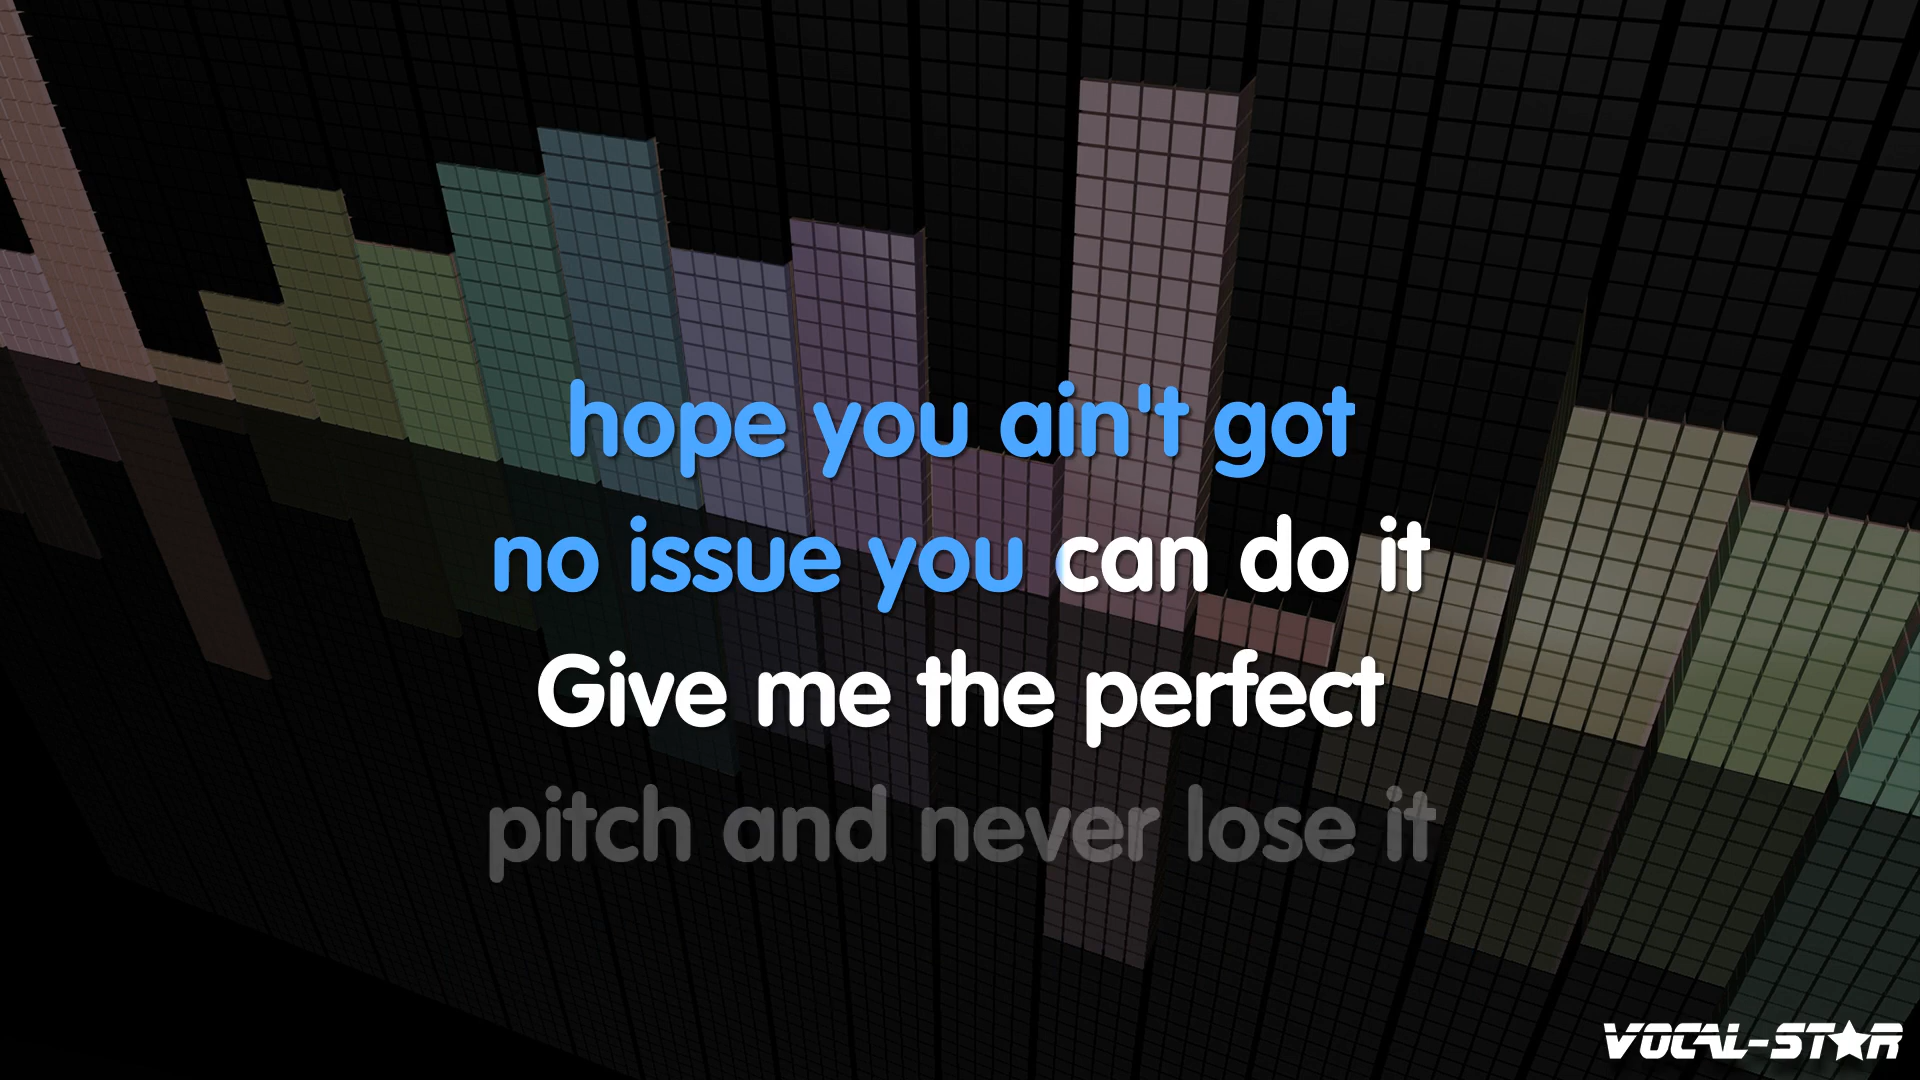 hope you ain't got
no issue you can do it
Give me the perfect
pitch and never lose it
VOCAL-STAR